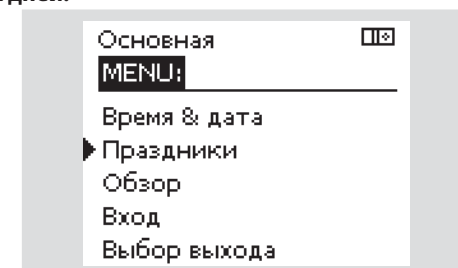 Основная
MENU:
Время & дата
Праздники
Обзор
Вход
Выбор выхода